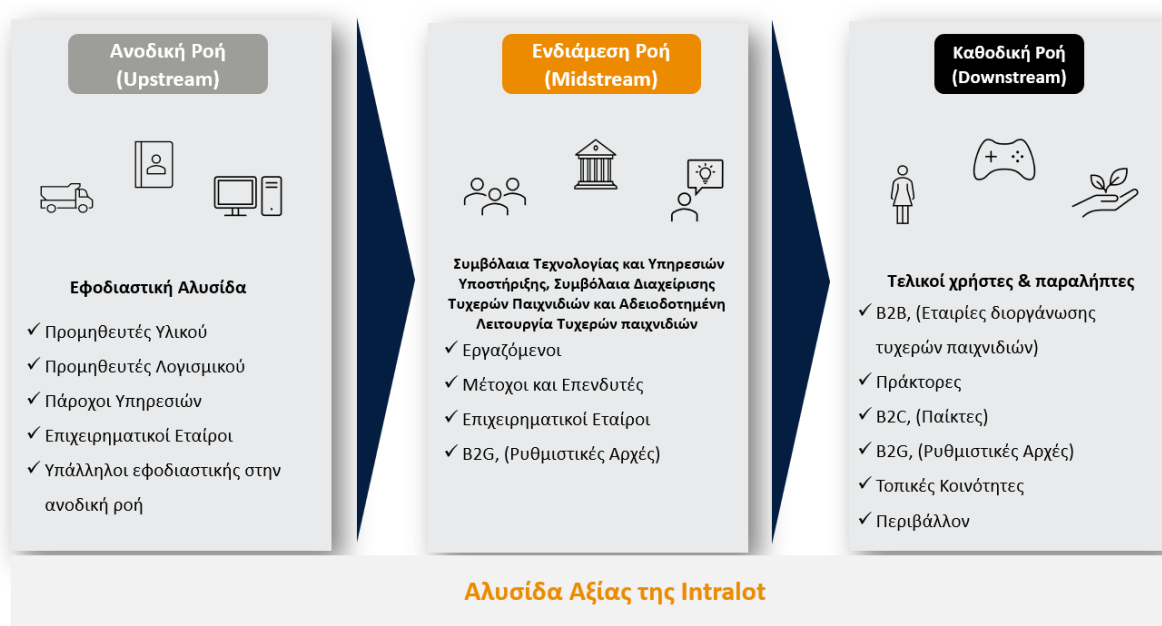 Ανοδική Ροή
(Upstream)
Εφοδιαστική Αλυσίδα
✓ Προμηθευτές Υλικού
✓ Προμηθευτές Λογισμικού
✓ Πάροχοι Υπηρεσιών
✓ Επιχειρηματικοί Εταίροι
✓ Υπάλληλοι εφοδιαστικής στην
ανοδική ροή
Ενδιάμεση Ροή
(Midstream)
Συμβόλαια Τεχνολογίας και Υπηρεσιών
Υποστήριξης, Συμβόλαια Διαχείρισης
Τυχερών Παιχνιδιών και Αδειοδοτημένη
Λειτουργία Τυχερών παιχνιδιών
✓ Εργαζόμενοι
✓ Μέτοχοι και Επενδυτές
✓ Επιχειρηματικοί Εταίροι
✓ B2G, (Ρυθμιστικές Αρχές)
Καθοδική Ροή
(Downstream)
Τελικοί χρήστες & παραλήπτες
✓ B2B, (Εταιρίες διοργάνωσης
τυχερών παιχνιδιών)
✓ Πράκτορες
✓ B2C, (Παίκτες)
✓ B2G, (Ρυθμιστικές Αρχές)
✓ Τοπικές Κοινότητες
✓ Περιβάλλον
Αλυσίδα Αξίας της Intralot